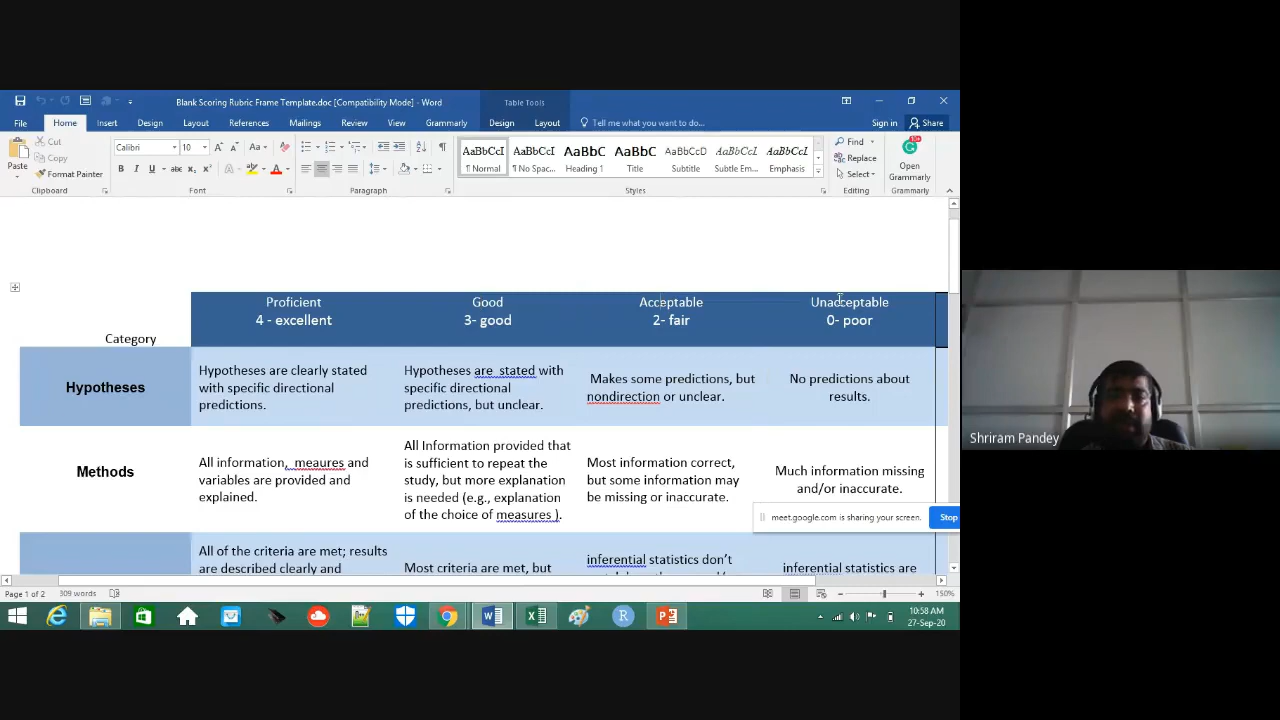 Blank Scoring Rubric Frame Template.doc [Compatibility Mode] - Word
Table Tools
File Home Insert Design Layout References Mailings Review View Grammarly Design Layout Tell me what you want to do... Sign in Share
Paste
Cut
Copy
Format Painter
Clipboard
Calibri 10
Font
Paragraph
AaBbCcI AaBbCcI AaBbC AaBbC AaBbCcD AaBbCcI AaBbCcI
¶ Normal ¶ No Spac... Heading 1 Title Subtitle Subtle Em... Emphasis
Styles
Find
Replace
Select
Editing
Open
Grammarly
Grammarly
Category
Proficient
4 - excellent
Good
3- good
Acceptable
2- fair
Unacceptable
0- poor
Hypotheses
Hypotheses are clearly stated
with specific directional
predictions.
Hypotheses are stated with
specific directional
predictions, but unclear.
Makes some predictions, but
nondirection or unclear.
No predictions about
results.
Methods
All information, meaures and
variables are provided and
explained.
All Information provided that
is sufficient to repeat the
study, but more explanation
is needed (e.g., explanation
of the choice of measures ).
Most information correct,
but some information may
be missing or inaccurate.
Much information missing
and/or inaccurate.
All of the criteria are met; results
are described clearly and
Most criteria are met, but
inferential statistics don't
inferential statistics are
meet.google.com is sharing your screen. Stop
Page 1 of 2 309 words
150%
10:58 AM
27-Sep-20
Shriram Pandey